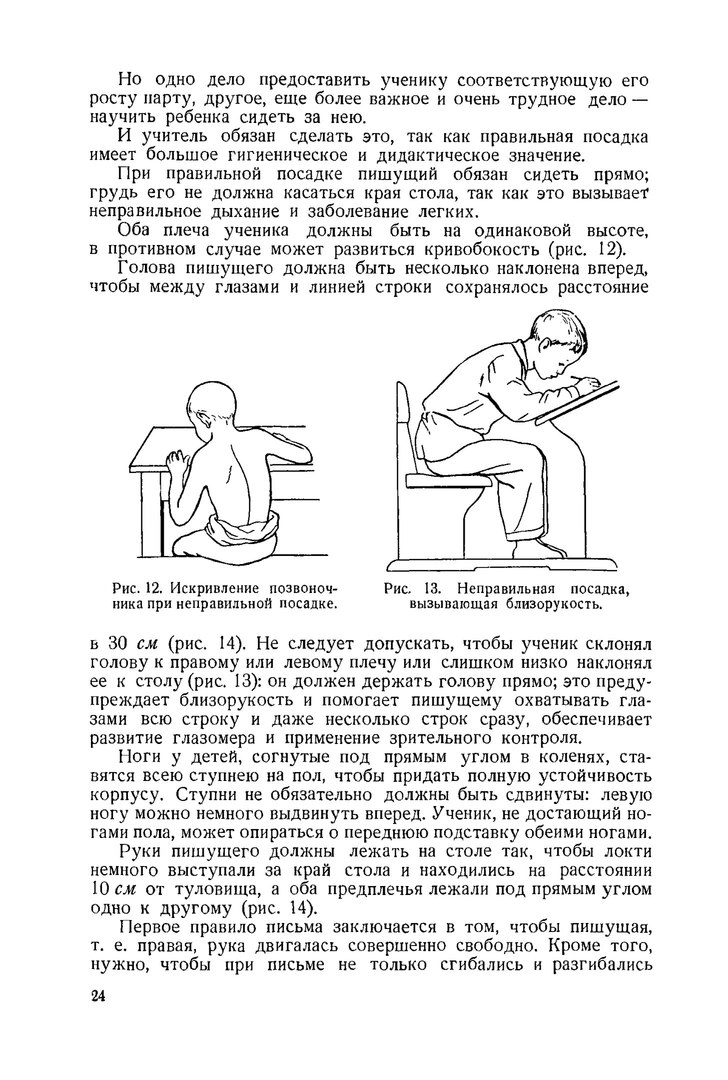 Но одно дело предоставить ученику соответствующую его
росту парту, другое, еще более важное и очень трудное дело —
научить ребенка сидеть за нею.
И учитель обязан сделать это, так как правильная посадка
имеет большое гигиеническое и дидактическое значение.
При правильной посадке пишущий обязан сидеть прямо;
грудь его не должна касаться края стола, так как это вызывает
неправильное дыхание и заболевание легких.
Оба плеча ученика должны быть на одинаковой высоте,
в противном случае может развиться кривобокость (рис. 12).
Голова пишущего должна быть несколько наклонена вперед,
чтобы между глазами и линией строки сохранялось расстояние
Рис. 12. Искривление позвоноч-
ника при неправильной посадке.
Рис. 13. Неправильная посадка,
вызывающая близорукость.
в 30 см (рис. 14). Не следует допускать, чтобы ученик склонял
голову к правому или левому плечу или слишком низко наклонял
ее к столу (рис. 13): он должен держать голову прямо; это преду-
преждает близорукость и помогает пишущему охватывать гла-
зами всю строку и даже несколько строк сразу, обеспечивает
развитие глазомера и применение зрительного контроля.
Ноги у детей, согнутые под прямым углом в коленях, ста-
вятся всею ступнею на пол, чтобы придать полную устойчивость
корпусу. Ступни не обязательно должны быть сдвинуты: левую
ногу можно немного выдвинуть вперед. Ученик, не достающий но-
гами пола, может опираться о переднюю подставку обеими ногами.
Руки пишущего должны лежать на столе так, чтобы локти
немного выступали за край стола и находились на расстоянии
10 см от туловища, а оба предплечья лежали под прямым углом
одно к другому (рис. 14).
Первое правило письма заключается в том, чтобы пишущая,
т. е. правая, рука двигалась совершенно свободно. Кроме того,
нужно, чтобы при письме не только сгибались и разгибались
24